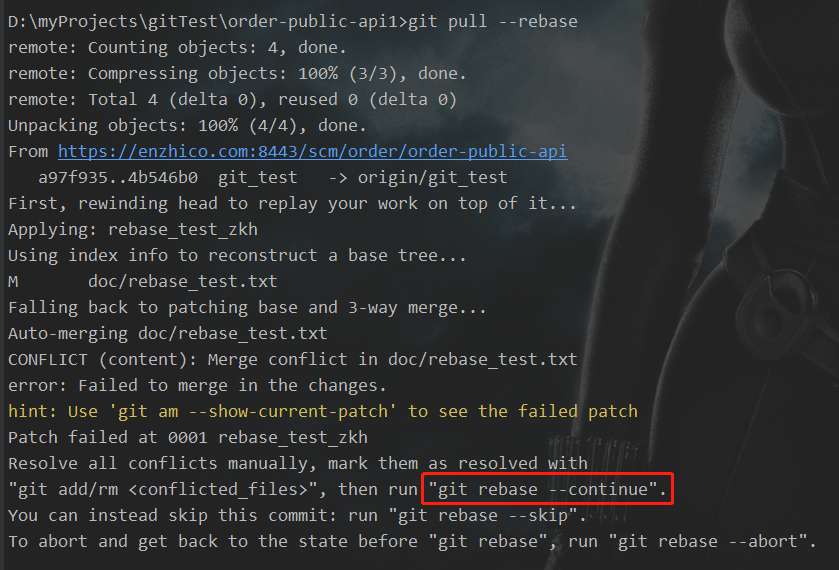 D:\myProjects\gitTest\order-public-api1>git pull --rebase
remote: Counting objects: 4, done.
remote: Compressing objects: 100% (3/3), done.
remote: Total 4 (delta 0), reused 0 (delta 0)
Unpacking objects: 100% (4/4), done.
From https://enzhico.com:8443/scm/order/order-public-api
   a97f935..4b546b0  git_test   -> origin/git_test
First, rewinding head to replay your work on top of it...
Applying: rebase_test_zkh
Using index info to reconstruct a base tree...
M       doc/rebase_test.txt
Falling back to patching base and 3-way merge...
Auto-merging doc/rebase_test.txt
CONFLICT (content): Merge conflict in doc/rebase_test.txt
error: Failed to merge in the changes.
hint: Use 'git am --show-current-patch' to see the failed patch
Patch failed at 0001 rebase_test_zkh
Resolve all conflicts manually, mark them as resolved with
"git add/rm <conflicted_files>", then run "git rebase --continue".
You can instead skip this commit: run "git rebase --skip".
To abort and get back to the state before "git rebase", run "git rebase --abort".